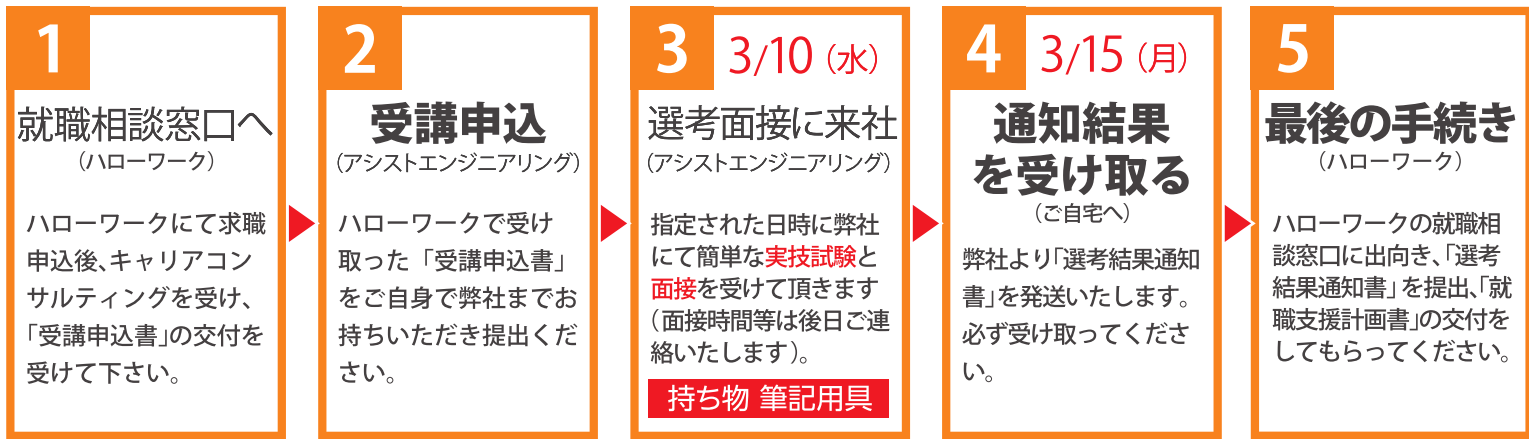 1
就職相談窓口へ
（ハローワーク）
ハローワークにて求職
申込後、キャリアコン
サルティングを受け、
「受講申込書」の交付を
受けて下さい。
2
受講申込
（アシストエンジニアリング）
ハローワークで受け
取った「受講申込書」
をご自身で弊社までお
持ちいただき提出くだ
さい。
3
3/10（水）
選考面接に来社
（アシストエンジニアリング）
指定された日時に弊社
にて簡単な実技試験と
面接を受けて頂きます
（面接時間等は後日ご連
絡いたします）。
持ち物 筆記用具
4
3/15（月）
通知結果
を受け取る
（ご自宅へ）
弊社より「選考結果通知
書」を発送いたします。
必ず受け取ってくださ
い。
5
最後の手続き
（ハローワーク）
ハローワークの就職相
談窓口に出向き、「選考
結果通知書」を提出、「就
職支援計画書」の交付を
してもらってください。